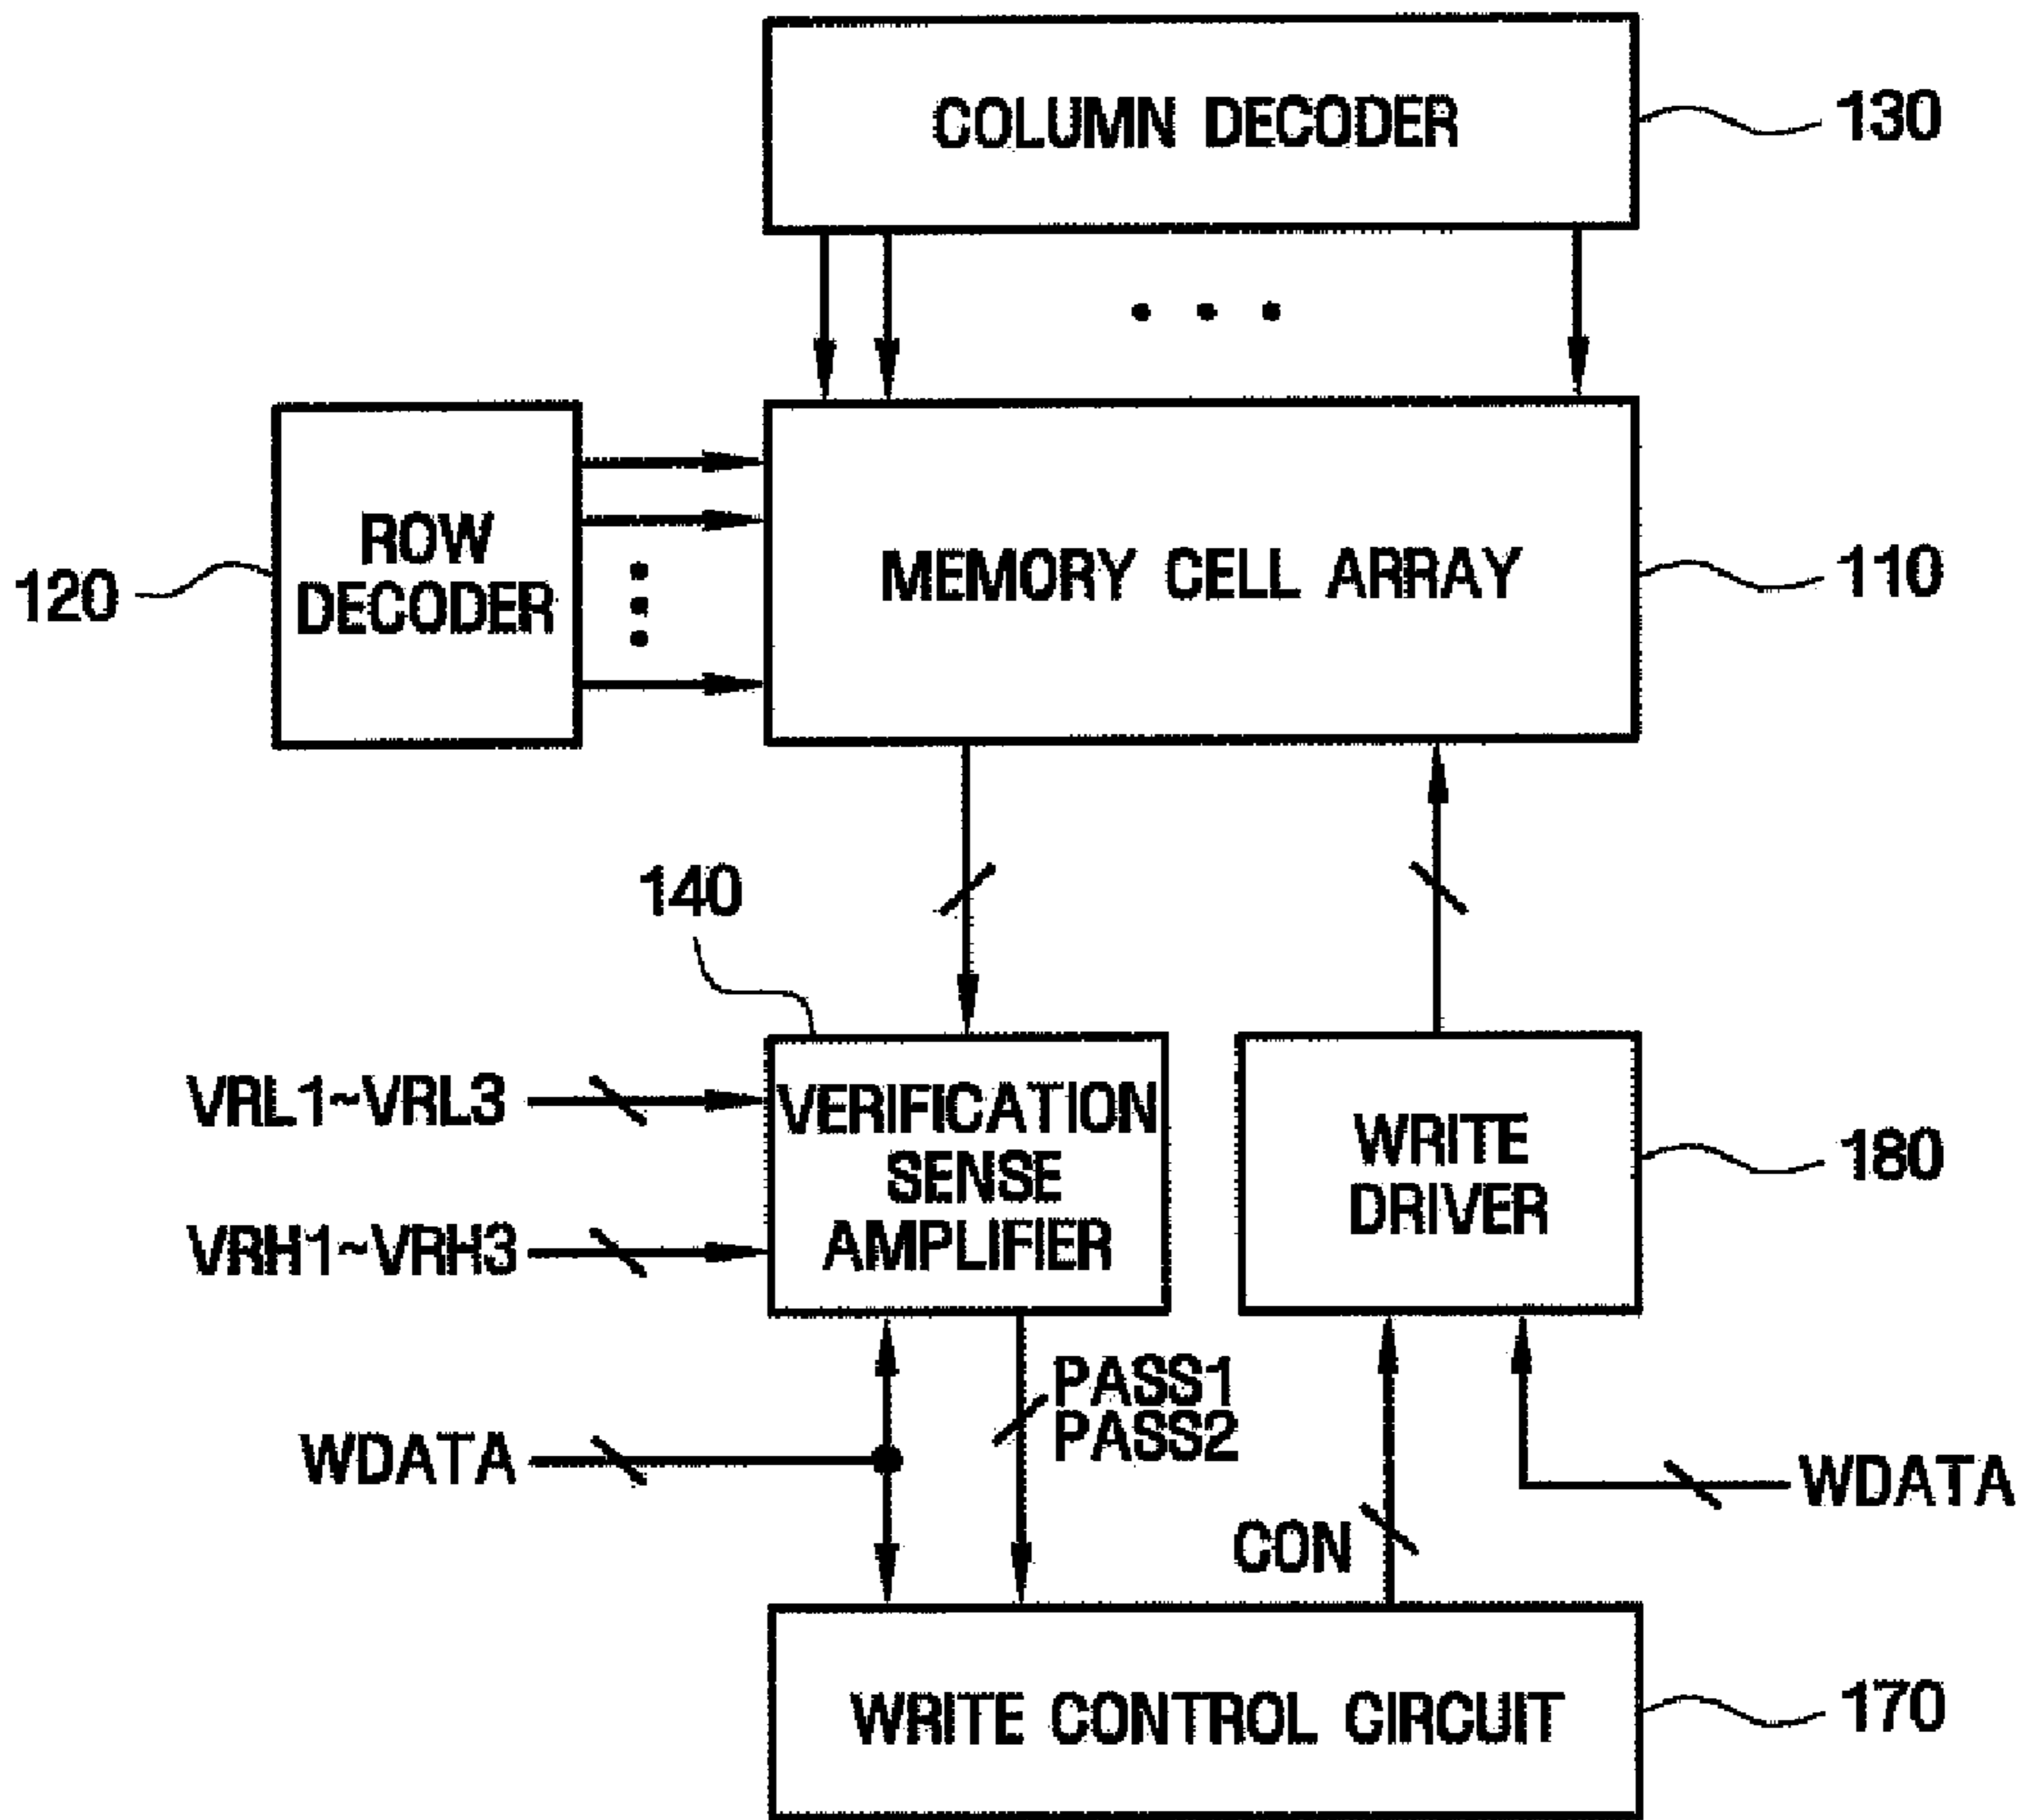 COLUMN DECODER
130
ROW
DECODER
120
MEMORY CELL ARRAY
110
140
VRL1~VRL3
VRH1~VRH3
VERIFICATION
SENSE
AMPLIFIER
WRITE
DRIVER
180
PASS1
PASS2
WDATA
WDATA
CON
WRITE CONTROL CIRCUIT
170